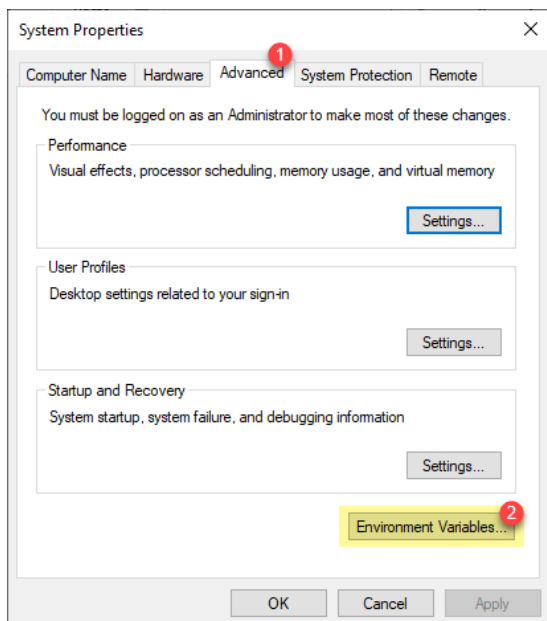 System Properties
1
Computer Name Hardware Advanced System Protection Remote
You must be logged on as an Administrator to make most of these changes.
Performance
Visual effects, processor scheduling, memory usage, and virtual memory
Settings...
User Profiles
Desktop settings related to your sign-in
Settings...
Startup and Recovery
System startup, system failure, and debugging information
Settings...
2
Environment Variables...
OK Cancel Apply